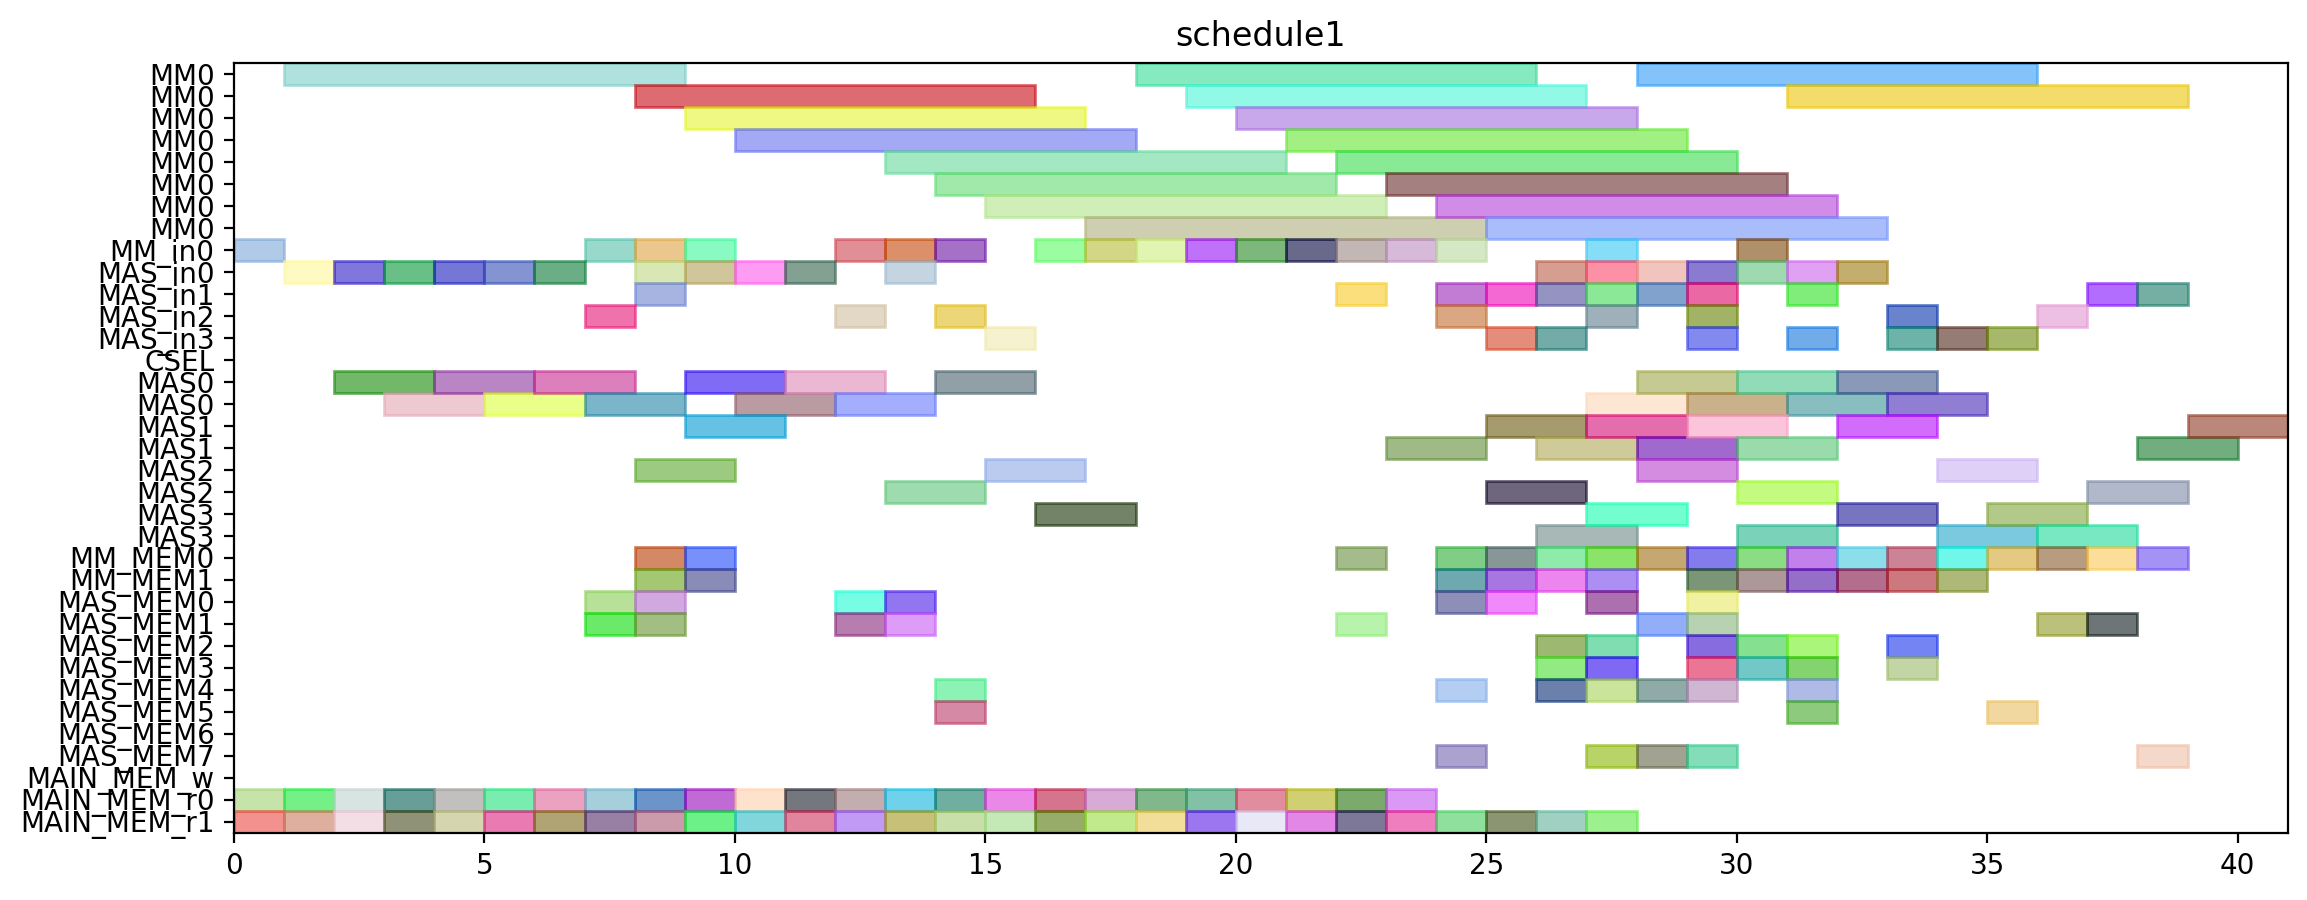 schedule1
MM0
MM0
MM0
MM0
MM0
MM0
MM0
MM0
MM_in0
MAS_in0
MAS_in1
MAS_in2
MAS_in3
CSEL
MAS0
MAS0
MAS1
MAS1
MAS2
MAS2
MAS3
MAS3
MM_MEM0
MM_MEM1
MAS_MEM0
MAS_MEM1
MAS_MEM2
MAS_MEM3
MAS_MEM4
MAS_MEM5
MAS_MEM6
MAS_MEM7
MAIN_MEM_w
MAIN_MEM_r0
MAIN_MEM_r1
0 5 10 15 20 25 30 35 40